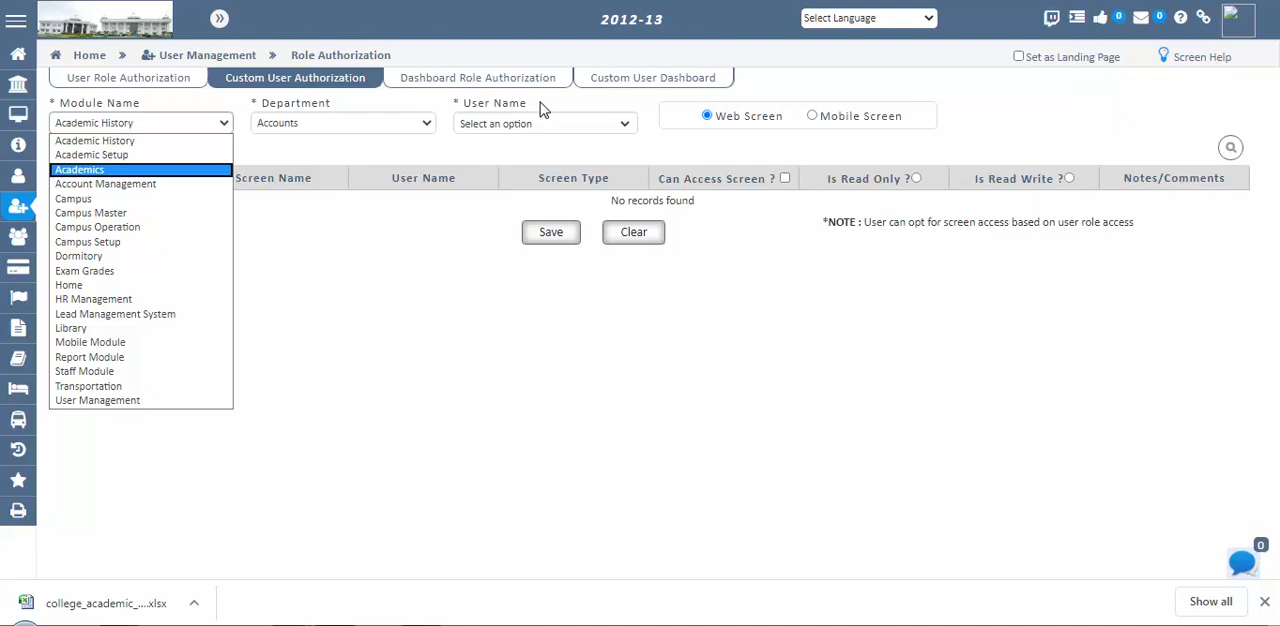 2012-13
Select Language
0
0
Home » User Management » Role Authorization
Set as Landing Page
Screen Help
User Role Authorization
Custom User Authorization
Dashboard Role Authorization
Custom User Dashboard
* Module Name
* Department
* User Name
Academic History
Accounts
Select an option
Web Screen
Mobile Screen
Academic History
Academic Setup
Academics
Account Management
Campus
Campus Master
Campus Operation
Campus Setup
Dormitory
Exam Grades
Home
HR Management
Lead Management System
Library
Mobile Module
Report Module
Staff Module
Transportation
User Management
Screen Name
User Name
Screen Type
Can Access Screen ?
Is Read Only ?
Is Read Write ?
Notes/Comments
No records found
Save
Clear
*NOTE : User can opt for screen access based on user role access
0
college_academic_....xlsx
Show all